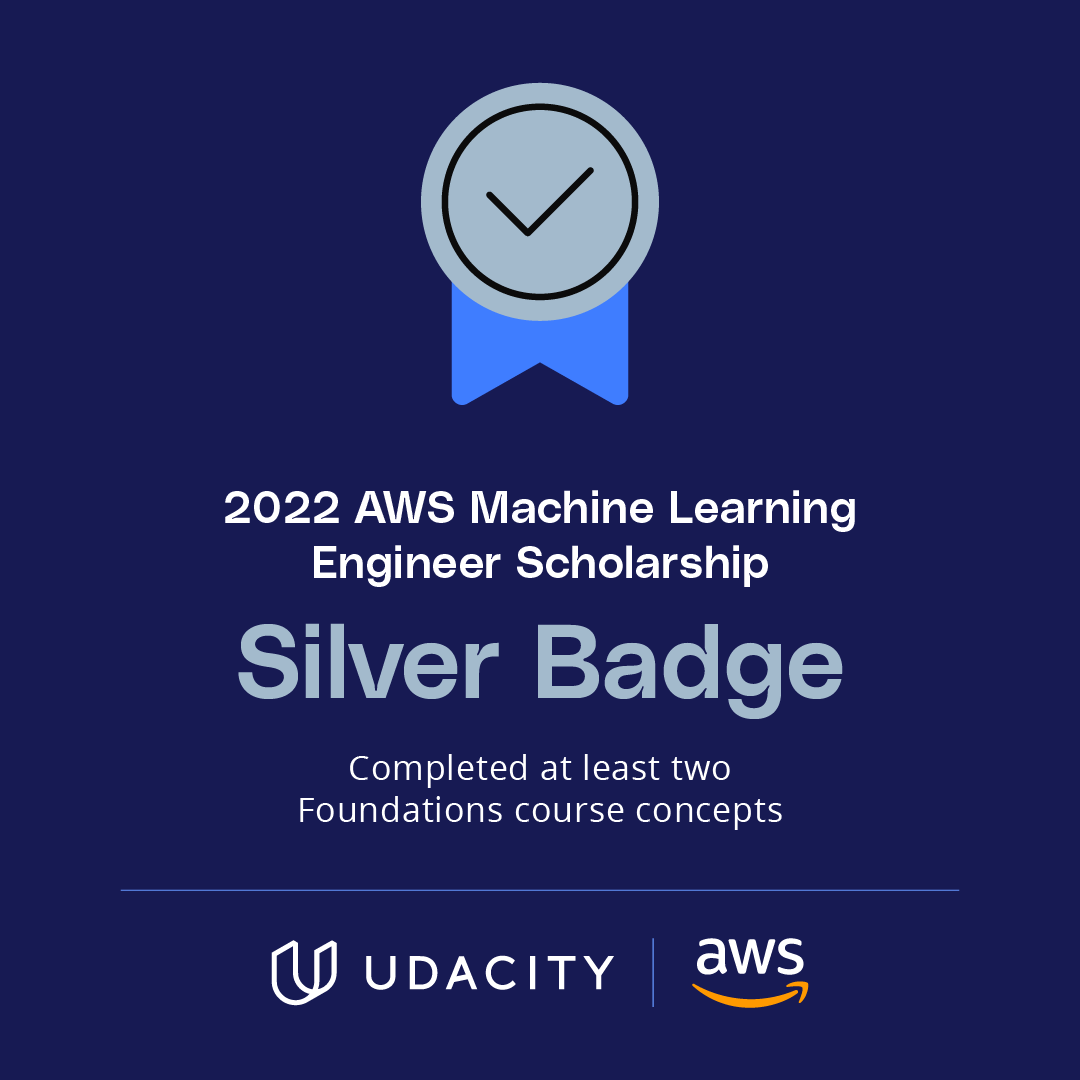 2022 AWS Machine Learning
Engineer Scholarship
Silver Badge
Completed at least two
Foundations course concepts
UDACITY
aws